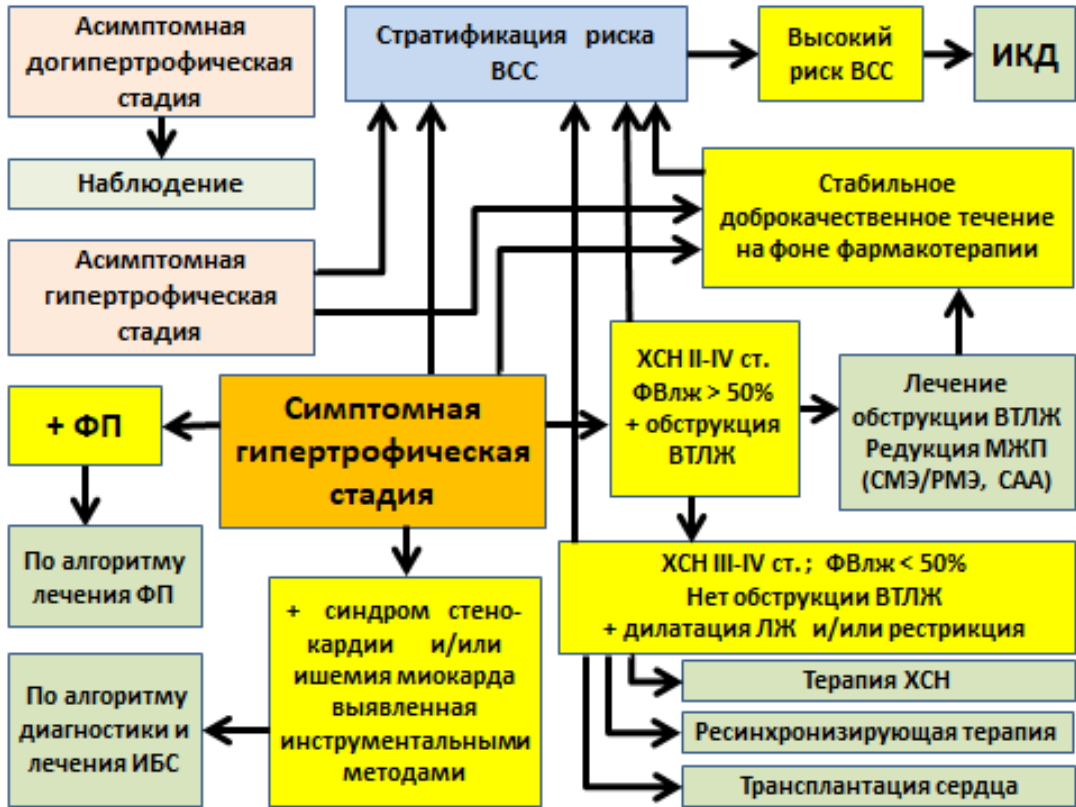 Асимптомная
догипертрофическая
стадия
Стратификация риска
ВСС
Высокий
риск ВСС
ИКД
Наблюдение
Стабильное
доброкачественное течение
на фоне фармакотерапии
Асимптомная
гипертрофическая
стадия
ХСН II-IV ст.
ФВлж > 50%
+ обструкция
ВТЛЖ
Лечение
обструкции ВТЛЖ
Редукция МЖП
(СМЭ/РМЭ, САА)
+ ФП
Симптомная
гипертрофическая
стадия
По алгоритму
лечения ФП
ХСН III-IV ст. ; ФВлж < 50%
Нет обструкции ВТЛЖ
+ дилатация ЛЖ и/или рестрикция
+ синдром стено-
кардии и/или
ишемия миокарда
выявленная
инструментальными
методами
По алгоритму
диагностики и
лечения ИБС
Терапия ХСН
Ресинхронизирующая терапия
Трансплантация сердца